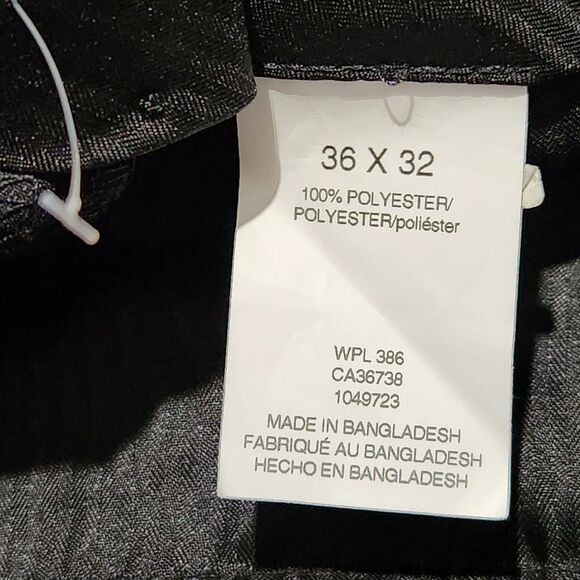 36 X 32
100% POLYESTER/
POLYESTER/poliéster
WPL 386
CA36738
1049723
MADE IN BANGLADESH
FABRIQUÉ AU BANGLADESH
HECHO EN BANGLADESH